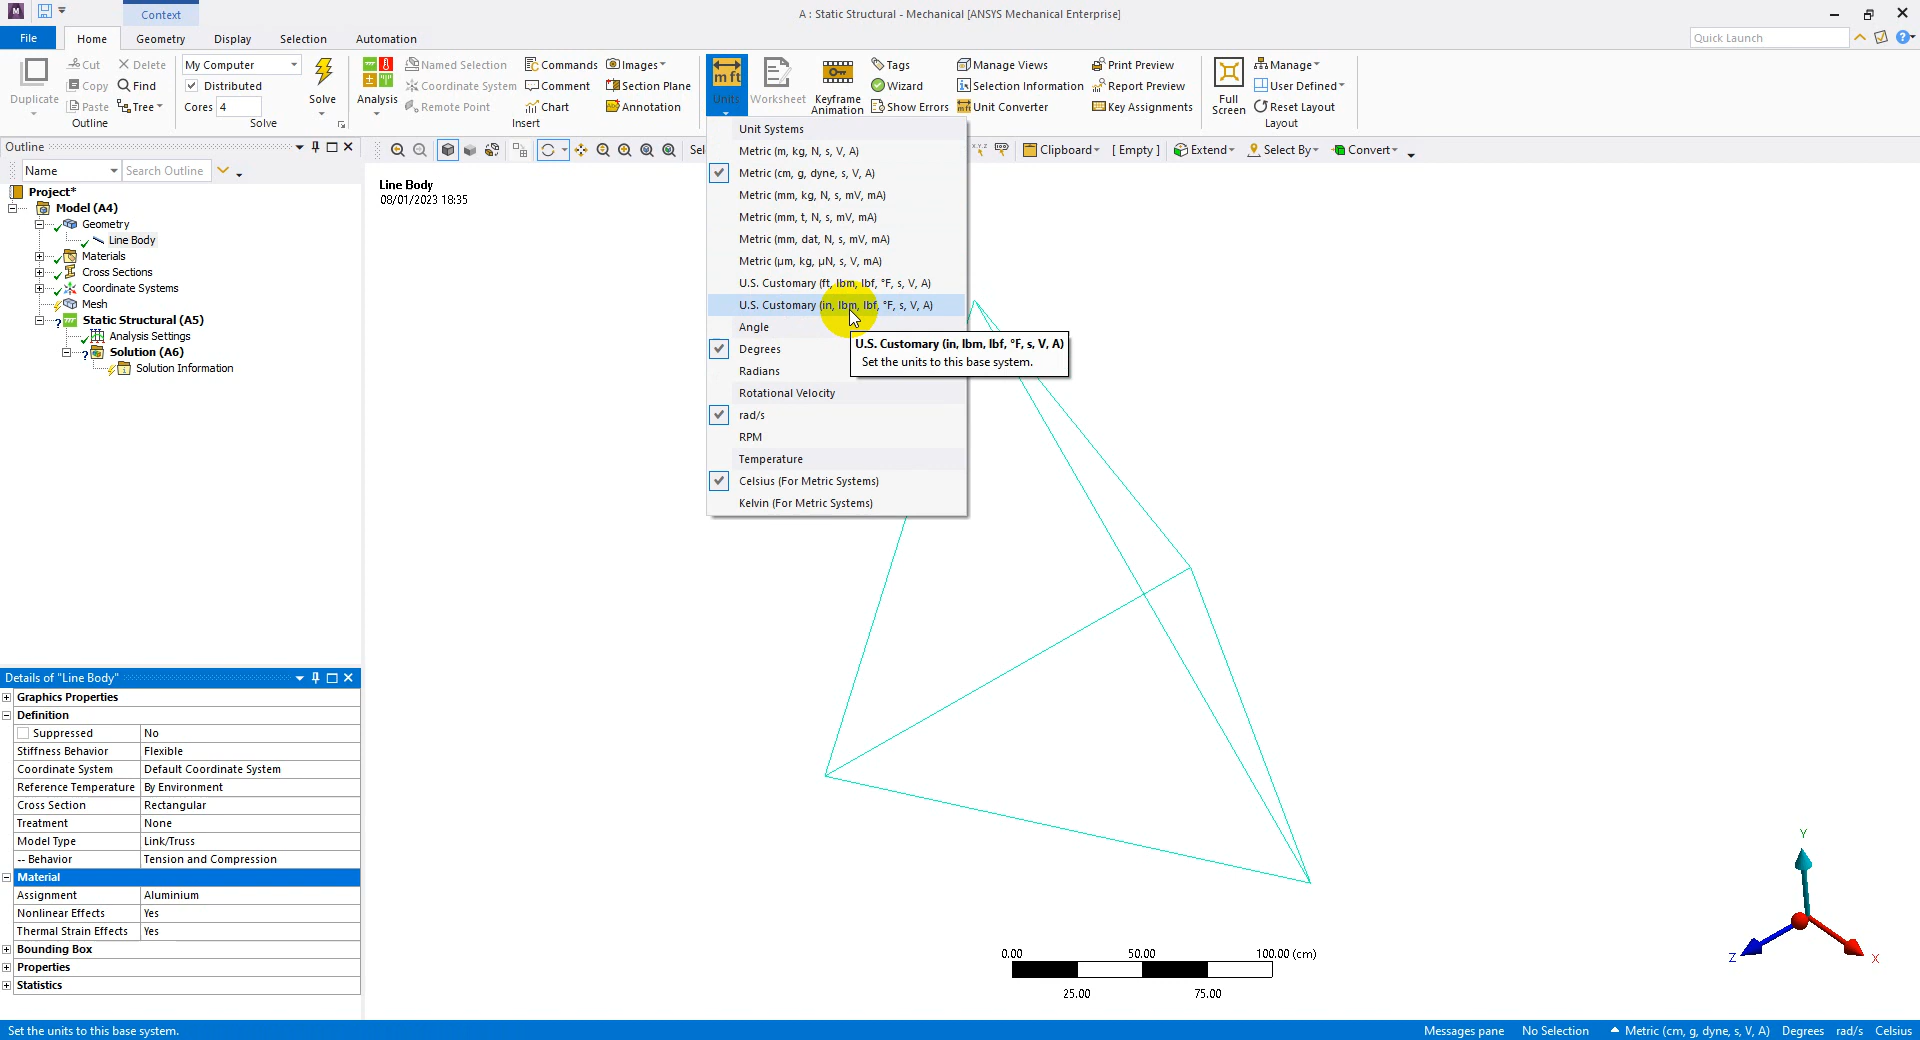 Context
A : Static Structural - Mechanical [ANSYS Mechanical Enterprise]
File
Home
Geometry
Display
Selection
Automation
Quick Launch
Duplicate
Cut
Copy
Paste
Delete
Find
Tree
Outline
My Computer
Distributed
Cores 4
Solve
Solve
Analysis
Named Selection
Coordinate System
Remote Point
Commands
Comment
Chart
Images
Section Plane
Annotation
Insert
Units
Worksheet
Keyframe
Animation
Tags
Wizard
Show Errors
Manage Views
Selection Information
Unit Converter
Print Preview
Report Preview
Key Assignments
Full
Screen
Manage
User Defined
Reset Layout
Layout
Outline
Name
Search Outline
Project*
Model (A4)
Geometry
Line Body
Materials
Cross Sections
Coordinate Systems
Mesh
Static Structural (A5)
Analysis Settings
Solution (A6)
Solution Information
Sel
Clipboard
[ Empty ]
Extend
Select By
Convert
Line Body
08/01/2023 18:35
Unit Systems
Metric (m, kg, N, s, V, A)
Metric (cm, g, dyne, s, V, A)
Metric (mm, kg, N, s, mV, mA)
Metric (mm, t, N, s, mV, mA)
Metric (mm, dat, N, s, mV, mA)
Metric (µm, kg, µN, s, V, mA)
U.S. Customary (ft, lbm, lbf, °F, s, V, A)
U.S. Customary (in, lbm, lbf, °F, s, V, A)
Angle
Degrees
Radians
Rotational Velocity
rad/s
RPM
Temperature
Celsius (For Metric Systems)
Kelvin (For Metric Systems)
U.S. Customary (in, lbm, lbf, °F, s, V, A)
Set the units to this base system.
Details of "Line Body"
Graphics Properties
Definition
Suppressed No
Stiffness Behavior Flexible
Coordinate System Default Coordinate System
Reference Temperature By Environment
Cross Section Rectangular
Treatment None
Model Type Link/Truss
-- Behavior Tension and Compression
Material
Assignment Aluminium
Nonlinear Effects Yes
Thermal Strain Effects Yes
Bounding Box
Properties
Statistics
0.00 50.00 100.00 (cm)
25.00 75.00
Y
Z
X
Set the units to this base system.
Messages pane
No Selection
Metric (cm, g, dyne, s, V, A)
Degrees
rad/s
Celsius